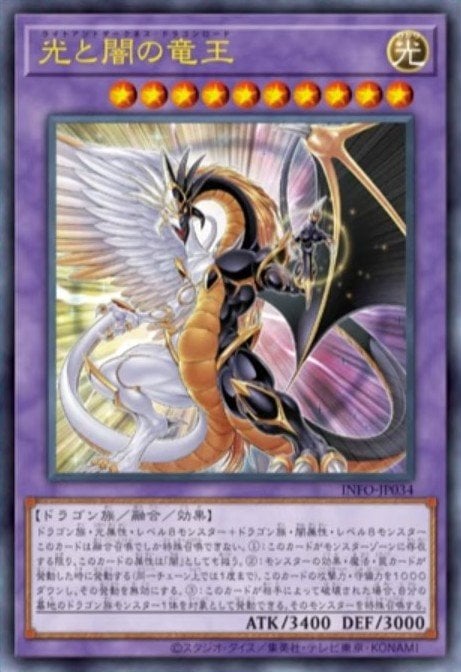 ライトアンドダークネス・ドラゴンロード
光と闇の竜王
光
INFO-JP034
【ドラゴン族/融合/効果】
ドラゴン族・光属性・レベル8モンスター+ドラゴン族・闇属性・レベル8モンスター
このカードは融合召喚でしか特殊召喚できない。①:このカードがモンスターゾーンに存在
する限り、このカードの属性は「闇」としても扱う。②:モンスターの効果・魔法・罠カードが
発動した時に発動する(同一チェーン上では1度まで)。このカードの攻撃力・守備力を1000
ダウンし、その発動を無効にする。③:このカードが相手によって破壊された場合、自分の
墓地のドラゴン族モンスター1体を対象として発動できる。そのモンスターを特殊召喚する。
ATK/3400 DEF/3000
©スタジオ・ダイス/集英社・テレビ東京・KONAMI